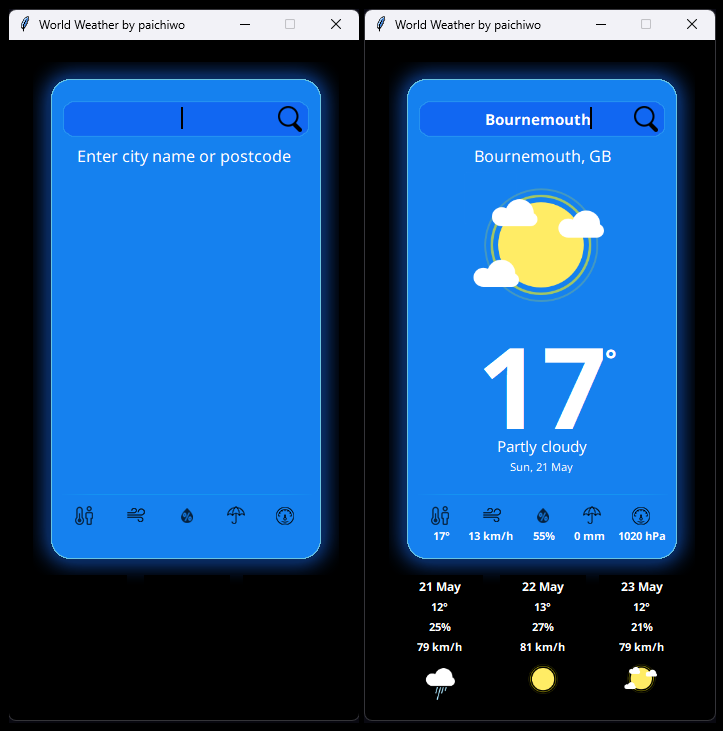 World Weather by paichiwo
Enter city name or postcode
World Weather by paichiwo
Bournemouth
Bournemouth, GB
17°
Partly cloudy
Sun, 21 May
17° 13 km/h 55% 0 mm 1020 hPa
21 May 22 May 23 May
12° 13° 12°
25% 27% 21%
79 km/h 81 km/h 79 km/h